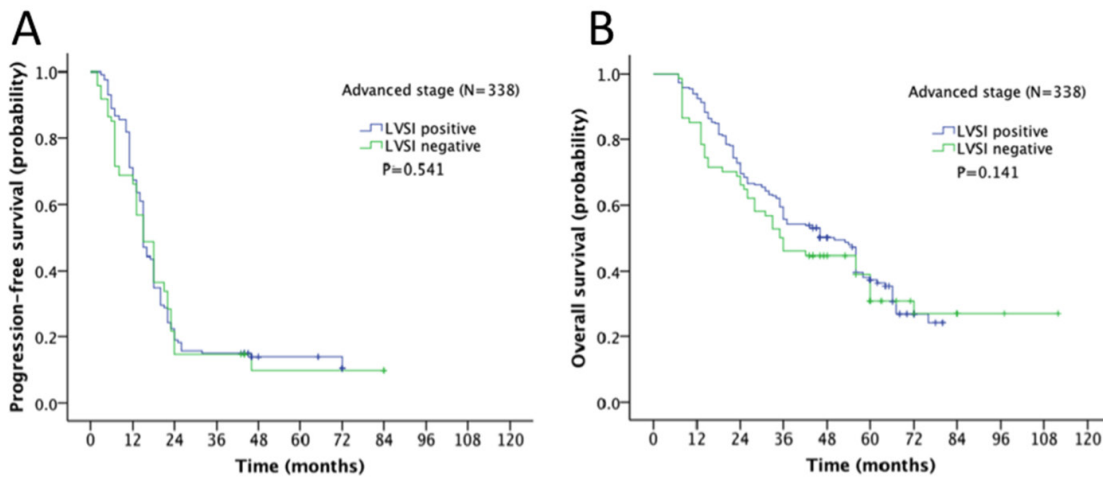 A
Progression-free survival (probability)
1.0
0.8
0.6
0.4
0.2
0.0
Advanced stage (N=338)
LVSI positive
LVSI negative
P=0.541
0 12 24 36 48 60 72 84 96 108 120
Time (months)
B
Overall survival (probability)
1.0
0.8
0.6
0.4
0.2
0.0
Advanced stage (N=338)
LVSI positive
LVSI negative
P=0.141
0 12 24 36 48 60 72 84 96 108 120
Time (months)